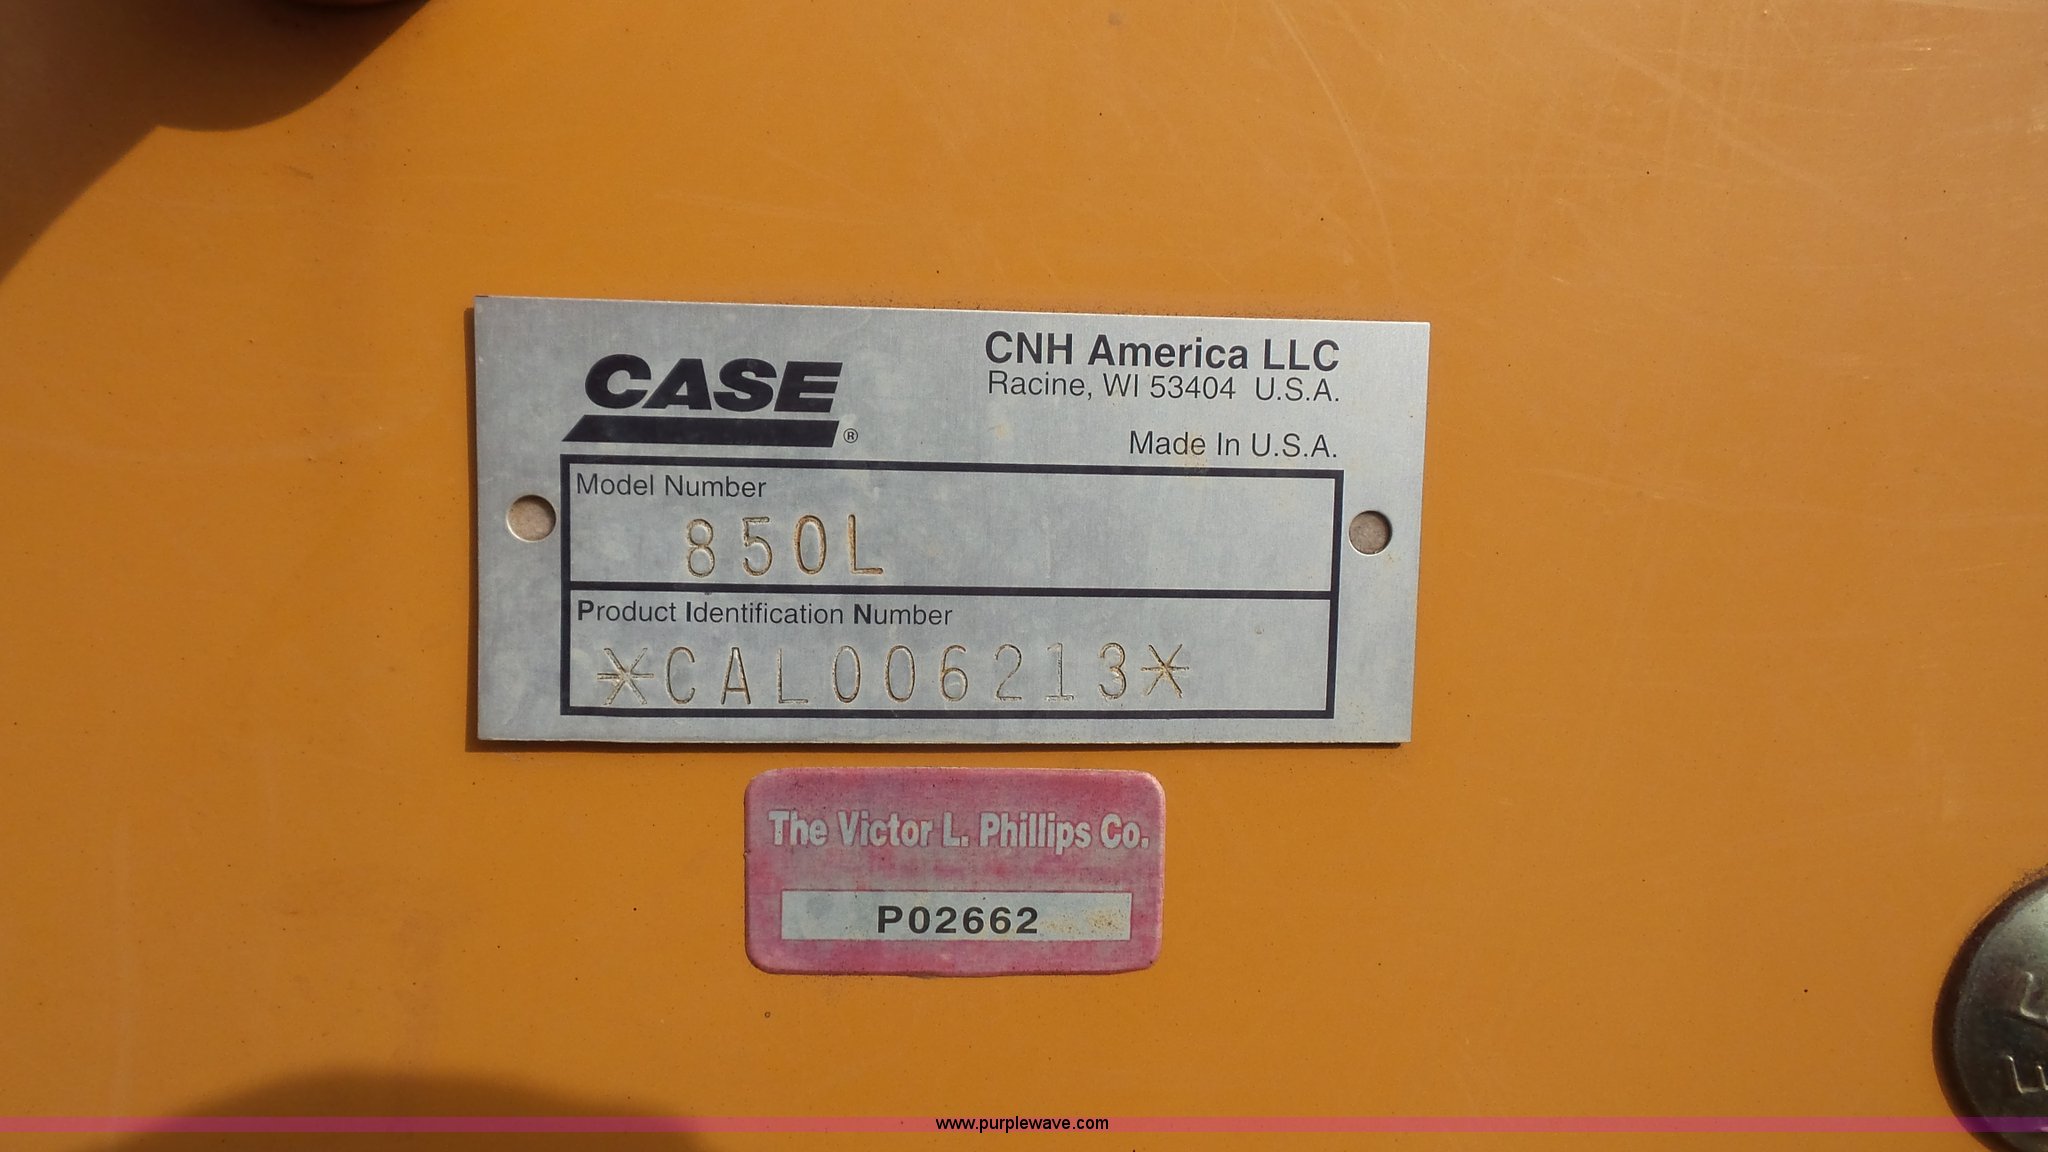 CASE®
CNH America LLC
Racine, WI 53404 U.S.A.
Made In U.S.A.
Model Number
850L
Product Identification Number
*CAL006213*
The Victor L. Phillips Co.
P02662
www.purplewave.com